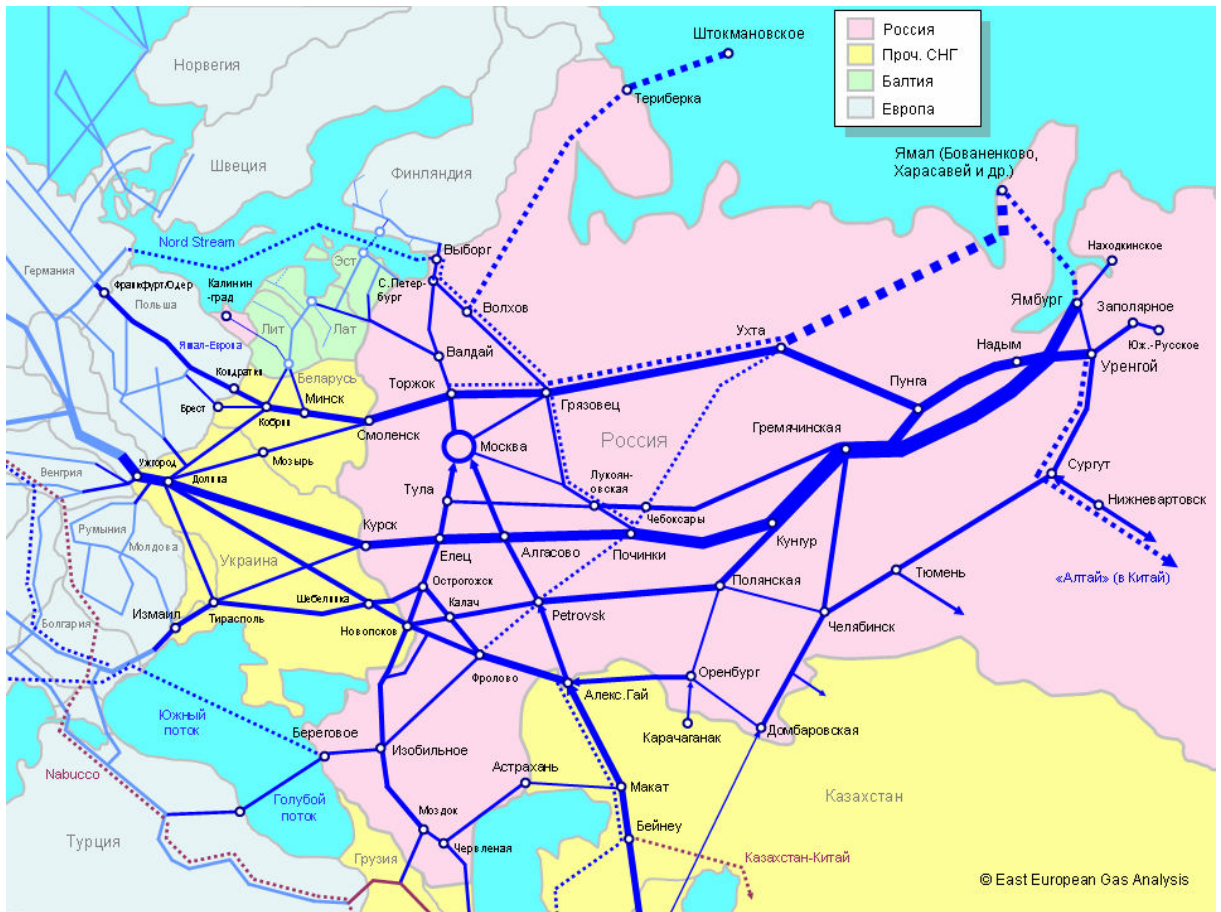 Штокмановское
Россия
Проч. СНГ
Балтия
Европа
Норвегия
Териберка
Швеция
Финляндия
Ямал (Бованенково,
Харасавей и др.)
Находкинское
Nord Stream
Выборг
Эст
Германия
Франкфурт/Одер
Калинин
-град
С.Петер-
бург
Польша
Волхов
Ямбург
Заполярное
Лит
Лат
Ухта
Юж.-Русское
Ямал-Европа
Валдай
Надым
Уренгой
Кондратки
Беларусь
Торжок
Пунга
Минск
Грязовец
Брест
Кобрин
Смоленск
Россия
Гремячинская
Москва
Ужгород
Мозырь
Венгрия
Долина
Сургут
Тула
Лукоян-
овская
Нижневартовск
Чебоксары
Румыния
Курск
Молдова
Елец
Алгасово
Починки
Кунгур
Украина
Острогожск
Полянская
Тюмень
«Алтай» (в Китай)
Шебелинка
Калач
Измаил
Тирасполь
Petrovsk
Челябинск
Болгария
Новопсков
Фролово
Оренбург
Алекс.Гай
Южный
поток
Береговое
Карачаганак
Домбаровская
Изобильное
Nabucco
Астрахань
Макат
Казахстан
Голубой
поток
Моздок
Бейнеу
Турция
Червленая
Грузия
Казахстан-Китай
© East European Gas Analysis